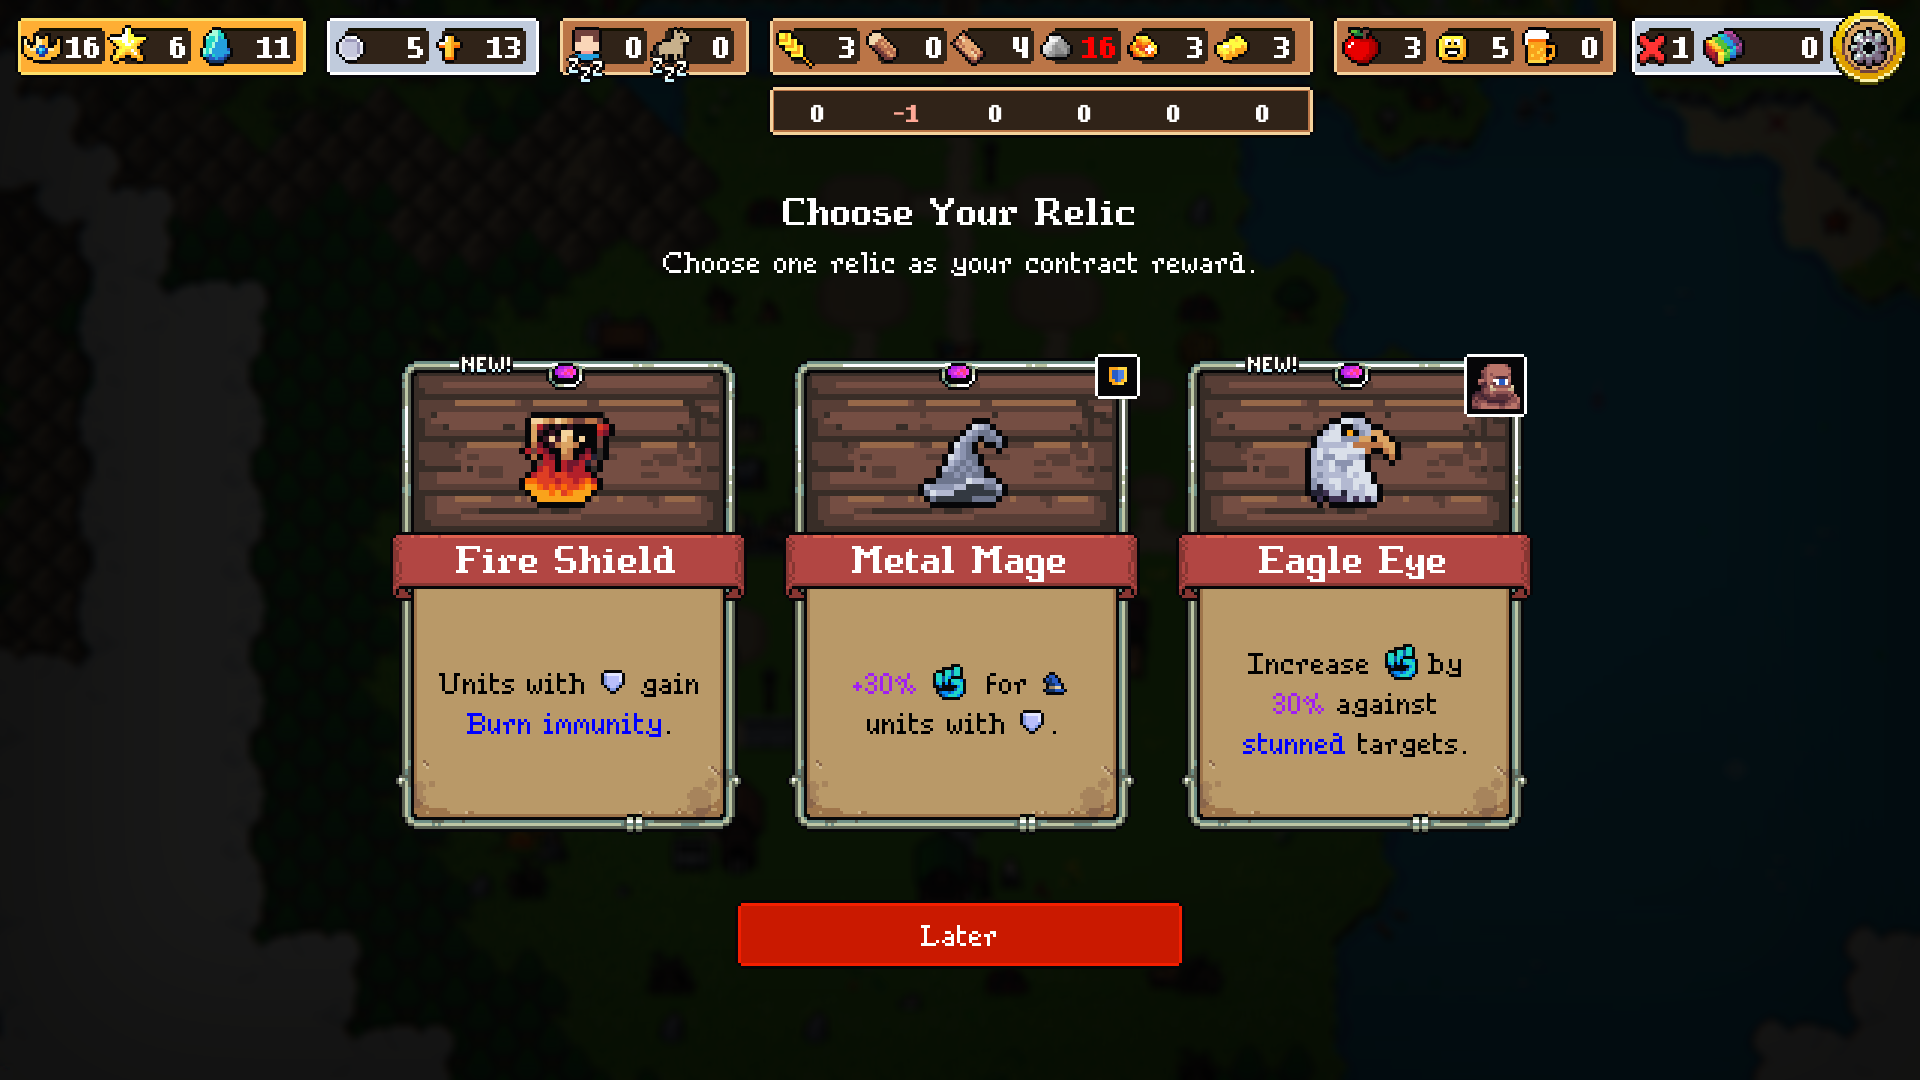 16 6 11 5 13 0 0 3 0 4 16 3 3 3 5 0 1 0
zzz zzz
0 -1 0 0 0 0
Choose Your Relic
Choose one relic as your contract reward.
NEW!
Fire Shield
Units with gain
Burn immunity.
Metal Mage
+30% for
units with .
NEW!
Eagle Eye
Increase by
30% against
stunned targets.
Later